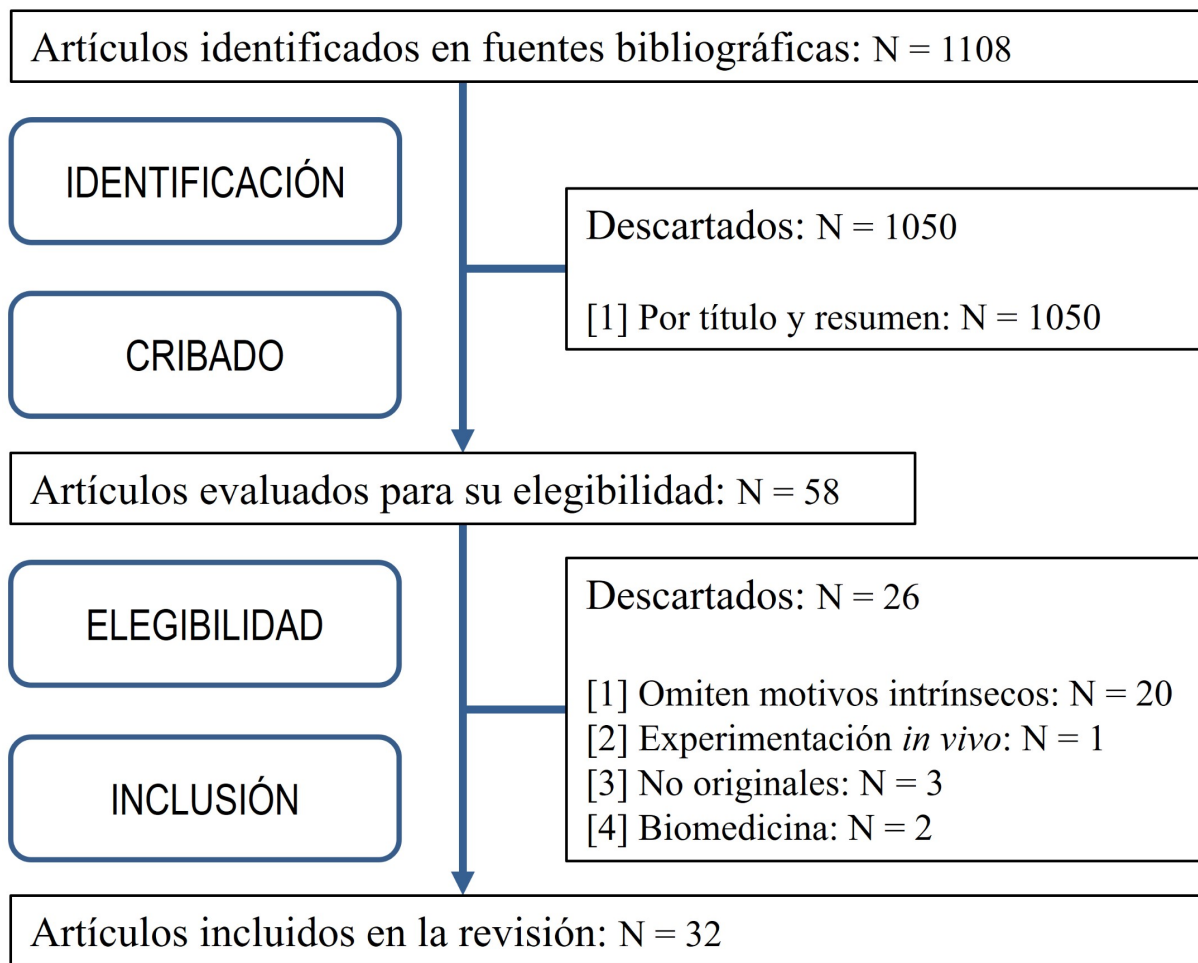 Artículos identificados en fuentes bibliográficas: N = 1108
IDENTIFICACIÓN
Descartados: N = 1050
[1] Por título y resumen: N = 1050
CRIBADO
Artículos evaluados para su elegibilidad: N = 58
ELEGIBILIDAD
Descartados: N = 26
[1] Omiten motivos intrínsecos: N = 20
[2] Experimentación in vivo: N = 1
[3] No originales: N = 3
[4] Biomedicina: N = 2
INCLUSIÓN
Artículos incluidos en la revisión: N = 32